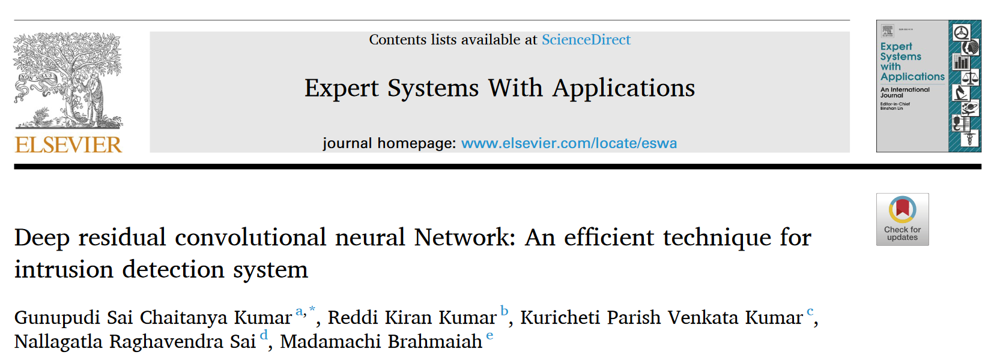 Contents lists available at ScienceDirect
Expert Systems With Applications
journal homepage: www.elsevier.com/locate/eswa
NON SOLUS
ELSEVIER
Expert
Systems
with
Applications
An International
Journal
Editor-in-Chief
Binshan Lin
Check for
updates
Deep residual convolutional neural Network: An efficient technique for
intrusion detection system
Gunupudi Sai Chaitanya Kumar a,*, Reddi Kiran Kumar b, Kuricheti Parish Venkata Kumar c,
Nallagatla Raghavendra Sai d, Madamachi Brahmaiah e